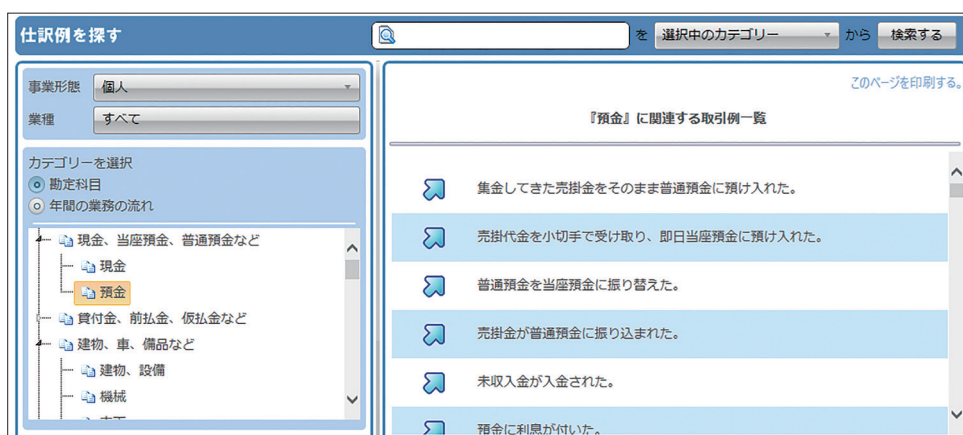 仕訳例を探す
を 選択中のカテゴリー から 検索する
事業形態 個人
業種 すべて
カテゴリーを選択
勘定科目
年間の業務の流れ
現金、当座預金、普通預金など
現金
預金
貸付金、前払金、仮払金など
建物、車、備品など
建物、設備
機械
このページを印刷する。
『預金』に関連する取引例一覧
集金してきた売掛金をそのまま普通預金に預け入れた。
売掛代金を小切手で受け取り、即日当座預金に預け入れた。
普通預金を当座預金に振り替えた。
売掛金が普通預金に振り込まれた。
未収入金が入金された。
預金に利息が付いた。